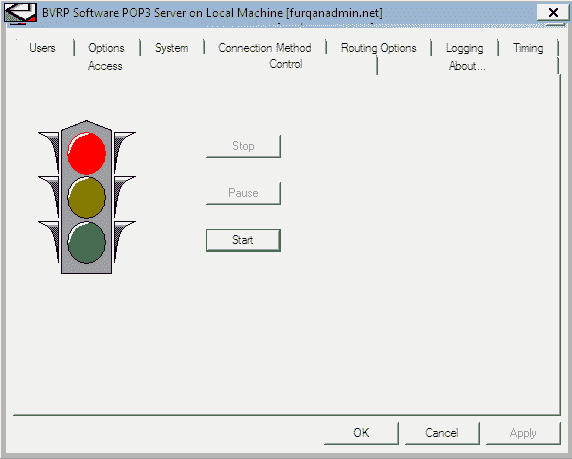 BVRP Software POP3 Server on Local Machine [furqanadmin.net]
Users Options System Connection Method Routing Options Logging Timing
Access Control About...
Stop
Pause
Start
OK Cancel Apply